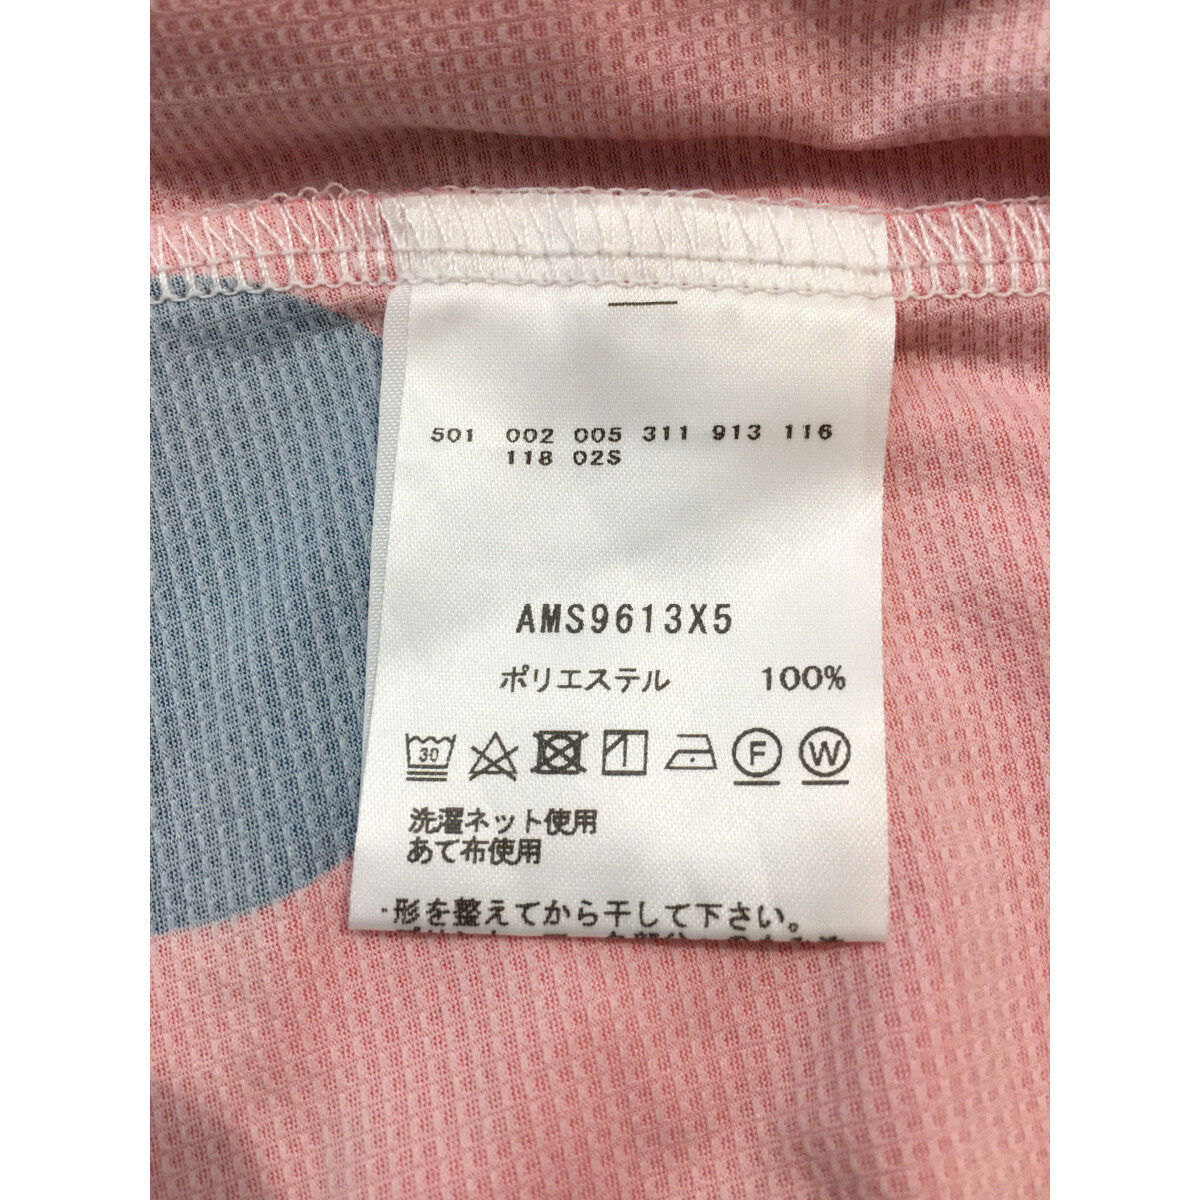 501 002 005 311 913 116
118 02S
AMS9613X5
ポリエステル 100%
30 F W
洗濯ネット使用
あて布使用
・形を整えてから干して下さい。